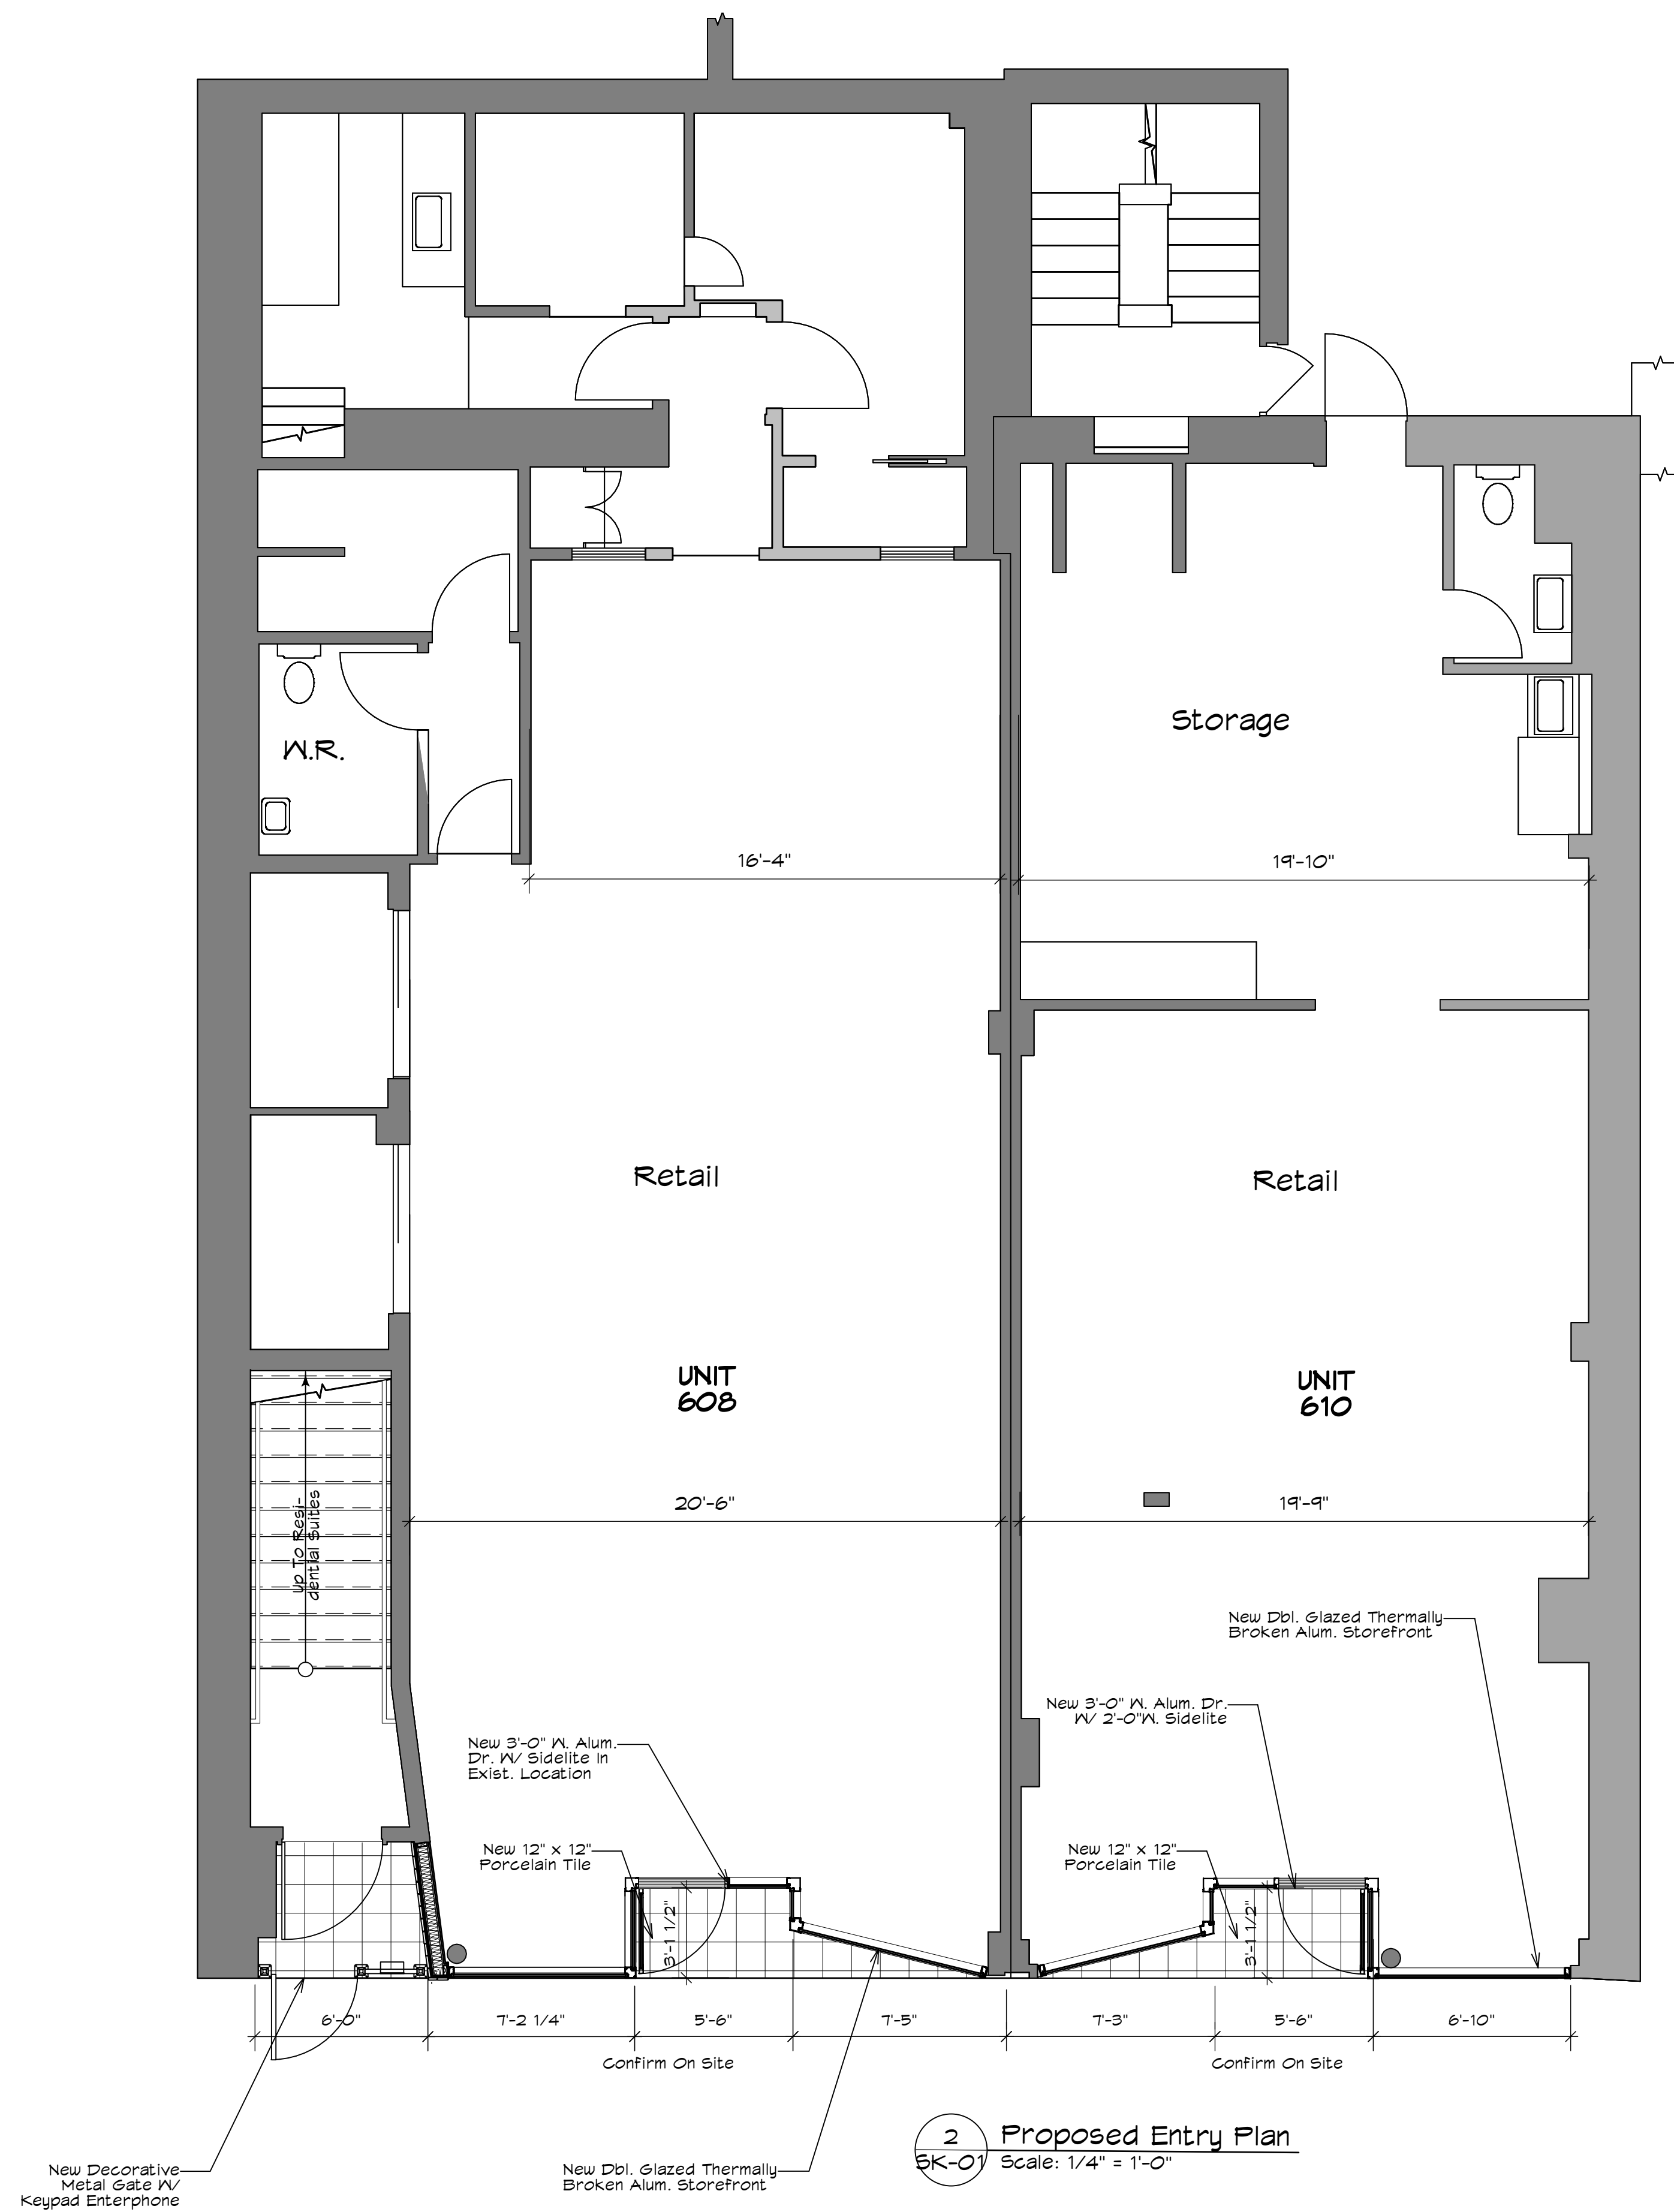 Storage
W.R.
16'-4"
19'-10"
Retail
Retail
UNIT
608
UNIT
610
20'-6"
19'-9"
Up To Resi-
dential Suites
New Dbl. Glazed Thermally
Broken Alum. Storefront
New 3'-0" W. Alum. Dr.
W/ 2'-0"W. Sidelite
New 3'-0" W. Alum.
Dr. W/ Sidelite In
Exist. Location
New 12" x 12"
Porcelain Tile
New 12" x 12"
Porcelain Tile
3'-1 1/2"
3'-1 1/2"
6'-0"
7'-2 1/4"
5'-6"
7'-5"
7'-3"
5'-6"
6'-10"
Confirm On Site
Confirm On Site
2
SK-01
Proposed Entry Plan
Scale: 1/4" = 1'-0"
New Decorative
Metal Gate W/
Keypad Enterphone
New Dbl. Glazed Thermally
Broken Alum. Storefront